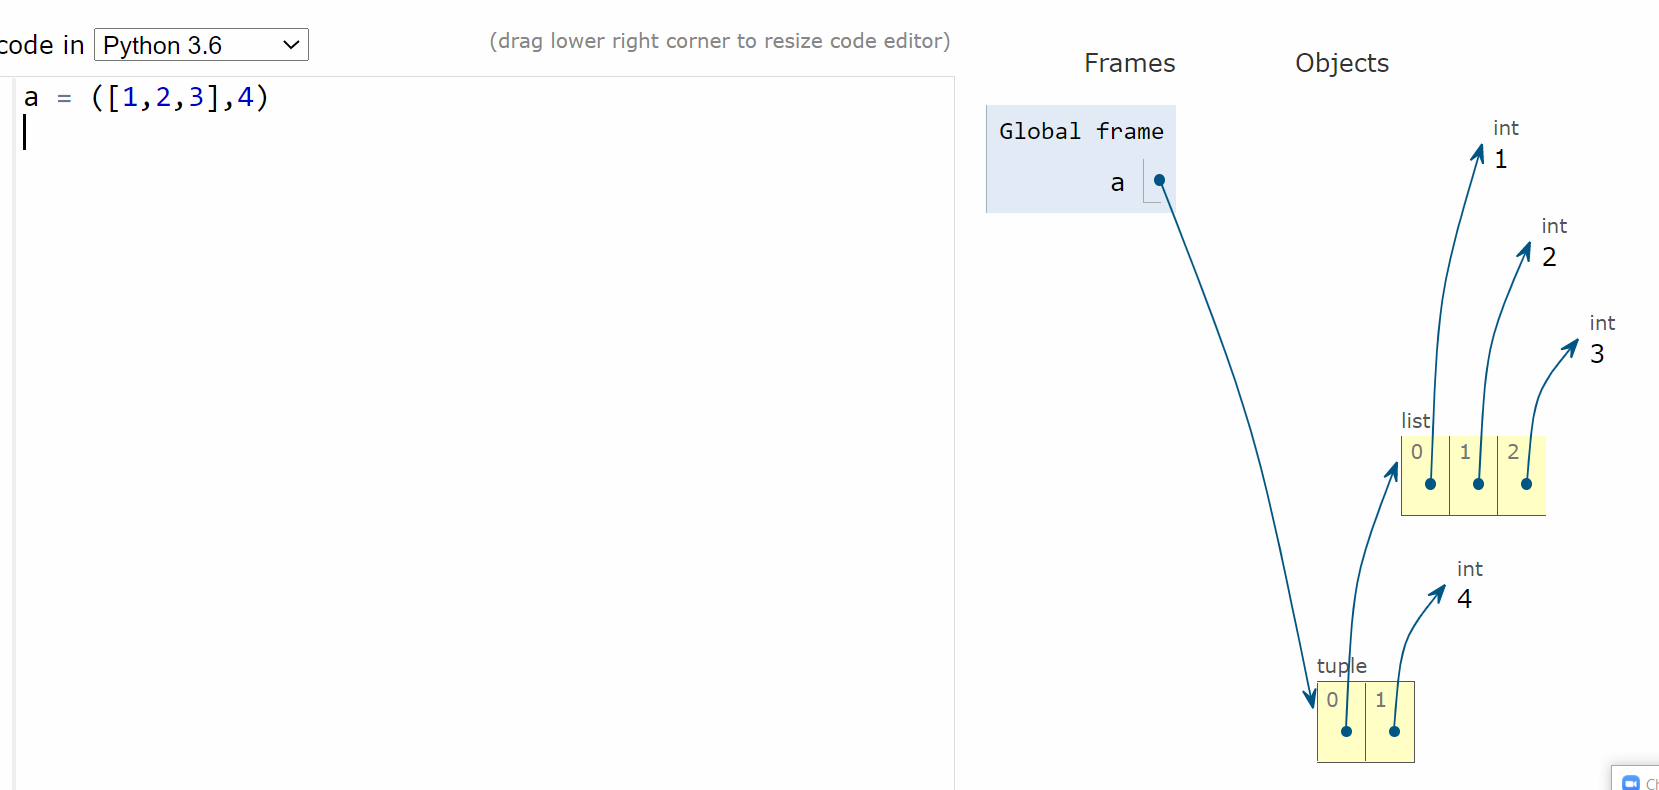 code in Python 3.6
(drag lower right corner to resize code editor)
a = ([1,2,3],4)
Frames
Objects
Global frame
a
int
1
int
2
int
3
list
0 1 2
int
4
tuple
0 1